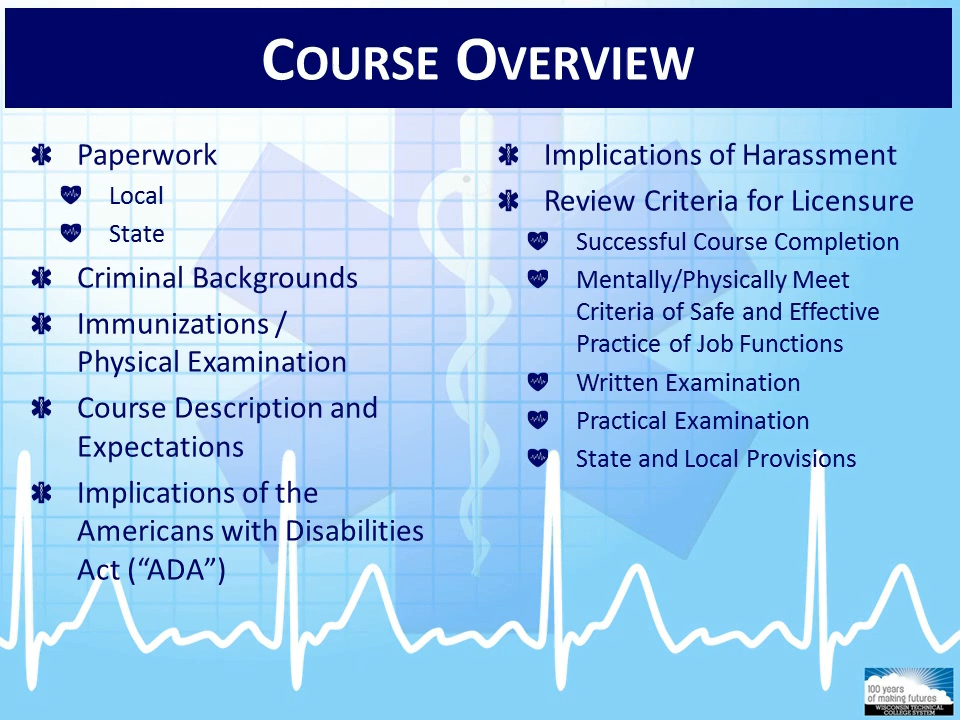 COURSE OVERVIEW
Paperwork
Local
State
Criminal Backgrounds
Immunizations /
Physical Examination
Course Description and
Expectations
Implications of the
Americans with Disabilities
Act (“ADA”)
Implications of Harassment
Review Criteria for Licensure
Successful Course Completion
Mentally/Physically Meet
Criteria of Safe and Effective
Practice of Job Functions
Written Examination
Practical Examination
State and Local Provisions
100 years
of making futures
WISCONSIN TECHNICAL
COLLEGE SYSTEM